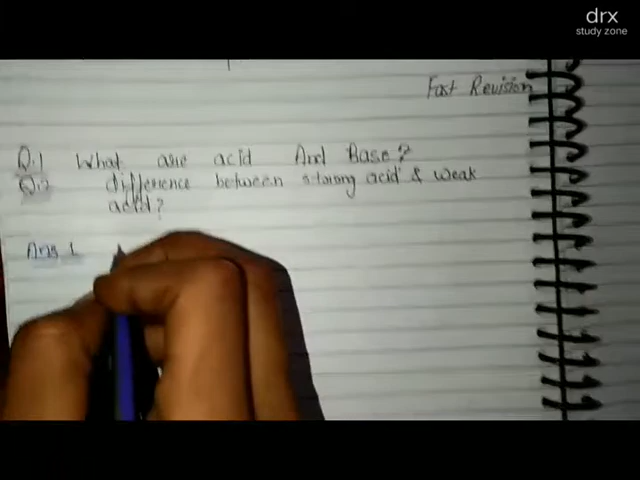 drx
study zone
Fast Revision
Q.1 What are acid And Base?
Q.2 difference between strong acid & weak
acid?
Ans 1